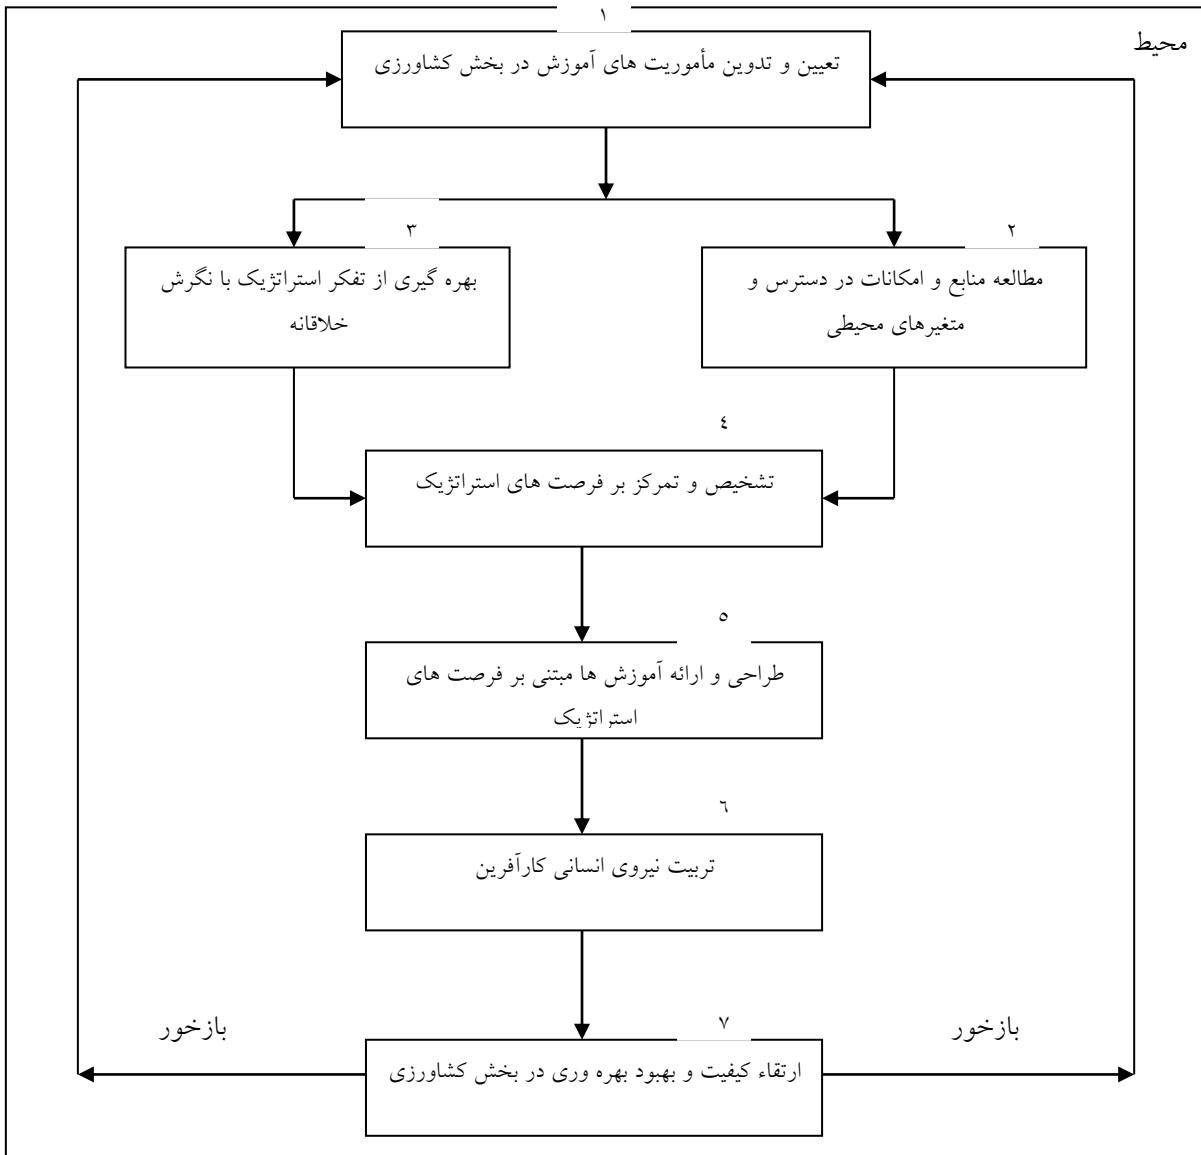 ۱
محیط
تعیین و تدوین مأموریت های آموزش در بخش کشاورزی
۲
مطالعه منابع و امکانات در دسترس و
متغیرهای محیطی
۳
بهره گیری از تفکر استراتژیک با نگرش
خلاقانه
٤
تشخیص و تمرکز بر فرصت های استراتژیک
٥
طراحی و ارائه آموزش ها مبتنی بر فرصت های
استراتژیک
٦
تربیت نیروی انسانی کارآفرین
۷
بازخور
بازخور
ارتقاء کیفیت و بهبود بهره وری در بخش کشاورزی